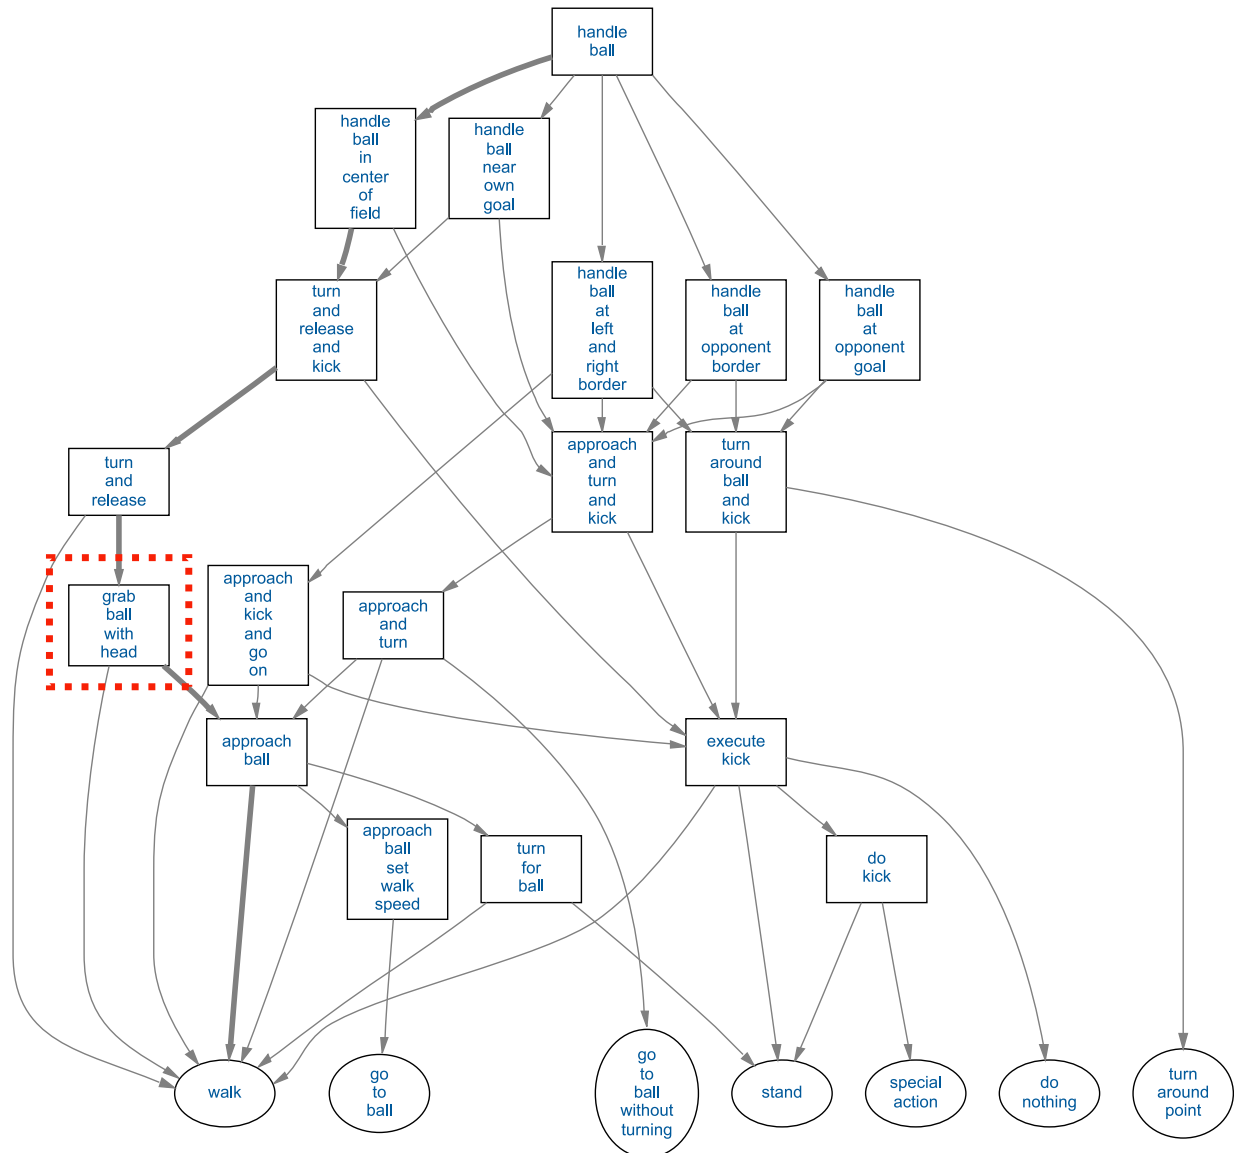 handle
ball
handle
ball
in
center
of
field
handle
ball
near
own
goal
turn
and
release
and
kick
handle
ball
at
left
and
right
border
handle
ball
at
opponent
border
handle
ball
at
opponent
goal
turn
and
release
approach
and
turn
and
kick
turn
around
ball
and
kick
grab
ball
with
head
approach
and
kick
and
go
on
approach
and
turn
approach
ball
execute
kick
approach
ball
set
walk
speed
turn
for
ball
do
kick
walk
go
to
ball
go
to
ball
without
turning
stand
special
action
do
nothing
turn
around
point